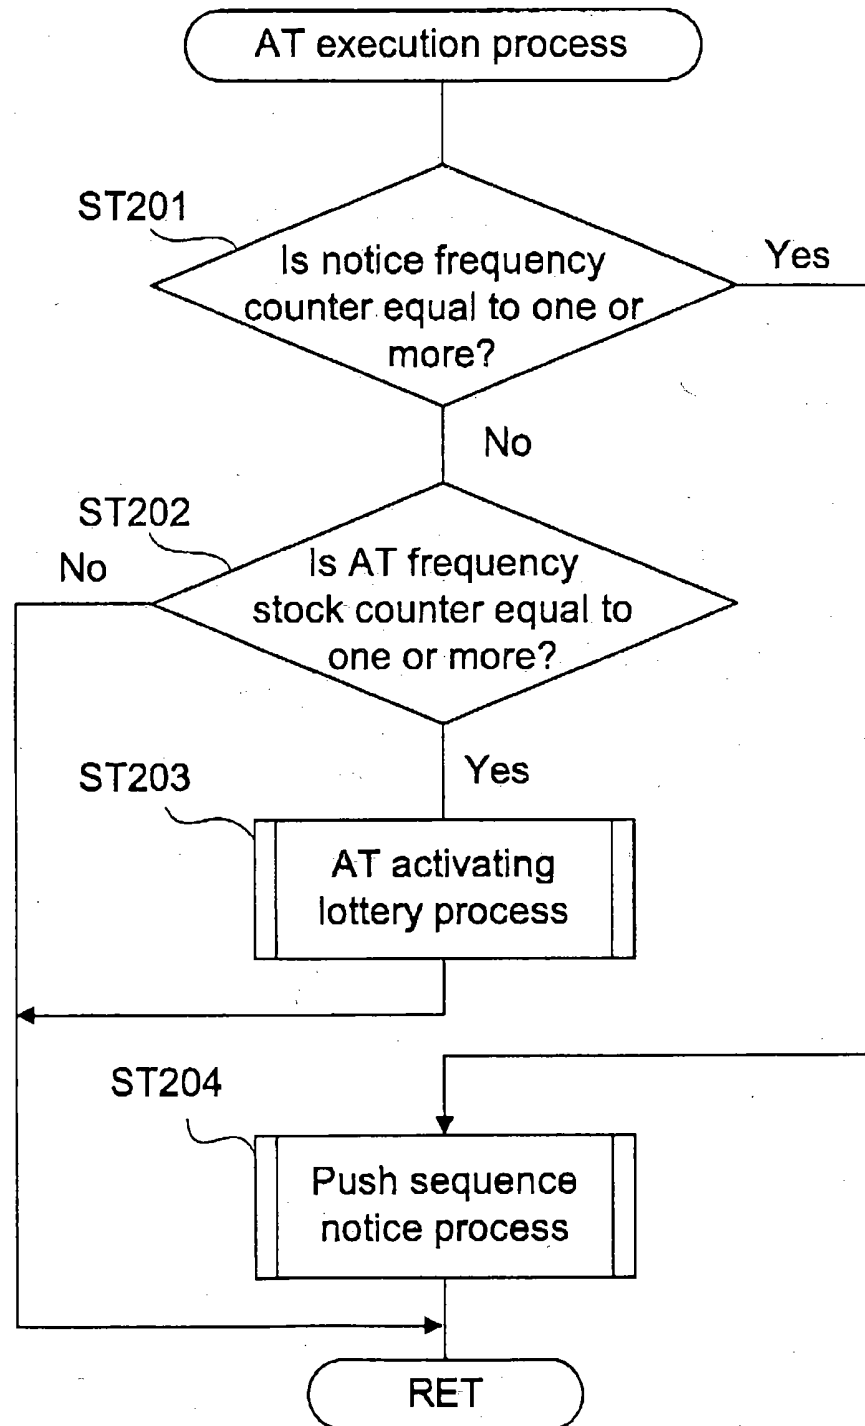 AT execution process
ST201
Is notice frequency
counter equal to one or
more?
Yes
No
ST202
No
Is AT frequency
stock counter equal to
one or more?
Yes
ST203
AT activating
lottery process
ST204
Push sequence
notice process
RET